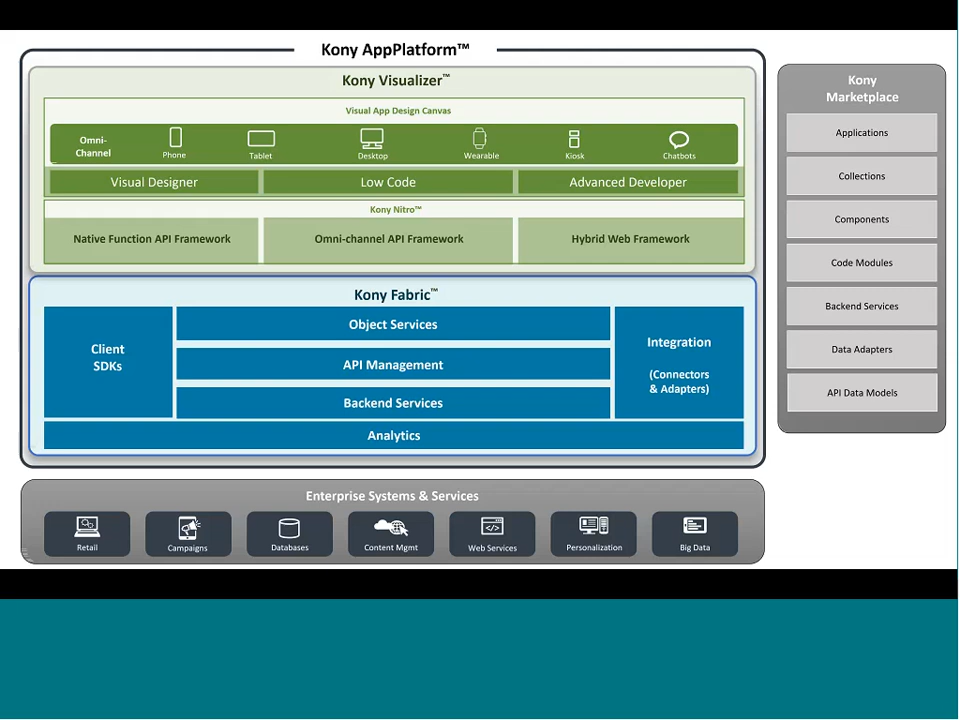 Kony AppPlatform™
Kony Visualizer™
Visual App Design Canvas
Omni-
Channel
Phone
Tablet
Desktop
Wearable
Kiosk
Chatbots
Visual Designer
Low Code
Advanced Developer
Kony Nitro™
Native Function API Framework
Omni-channel API Framework
Hybrid Web Framework
Kony Fabric™
Client
SDKs
Object Services
API Management
Backend Services
Integration
(Connectors
& Adapters)
Analytics
Enterprise Systems & Services
Retail
Campaigns
Databases
Content Mgmt
Web Services
Personalization
Big Data
Kony
Marketplace
Applications
Collections
Components
Code Modules
Backend Services
Data Adapters
API Data Models